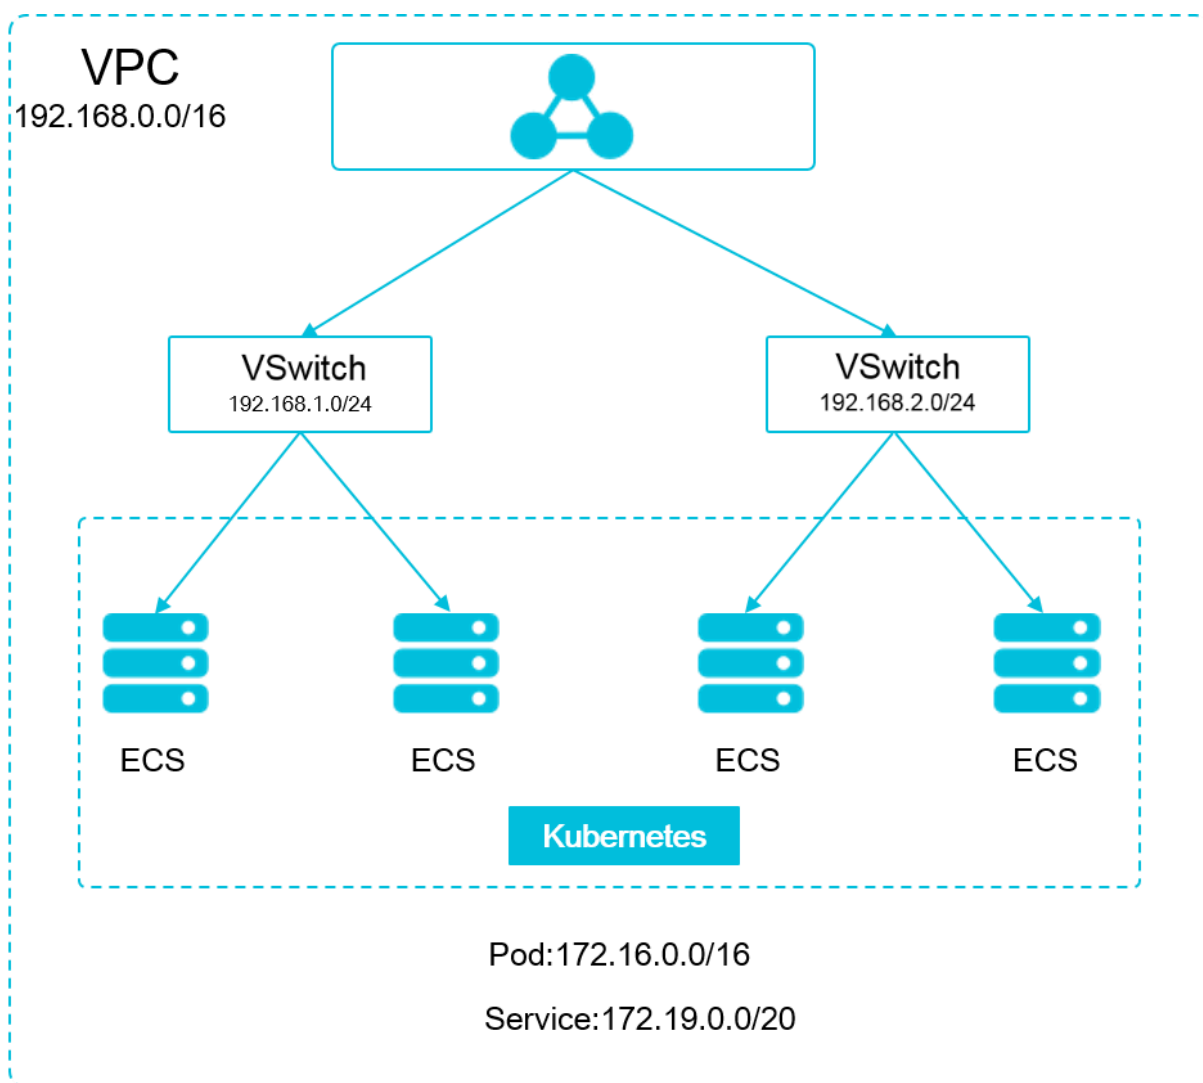 VPC
192.168.0.0/16
VSwitch
192.168.1.0/24
VSwitch
192.168.2.0/24
ECS
ECS
ECS
ECS
Kubernetes
Pod:172.16.0.0/16
Service:172.19.0.0/20